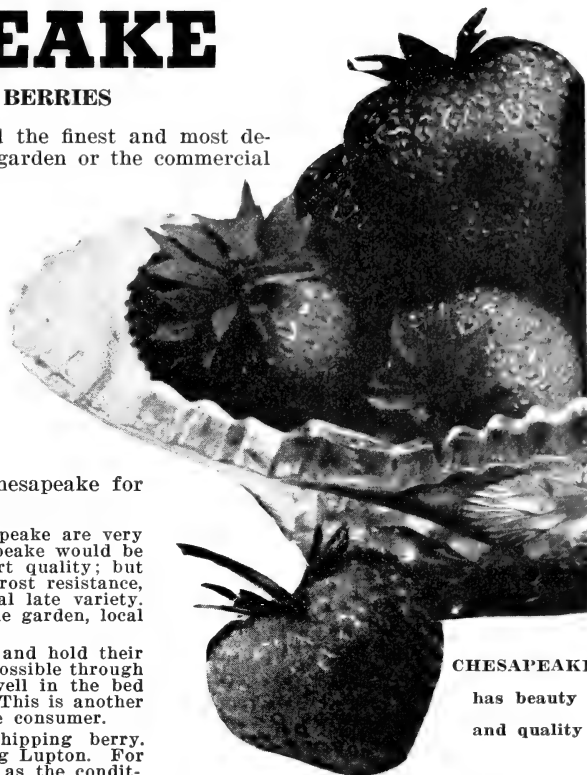 EAKE
BERRIES
d the finest and most de-
garden or the commercial
hesapeake for
peake are very
peake would be
rt quality; but
rost resistance,
al late variety.
e garden, local
and hold their
ossible through
vell in the bed
This is another
e consumer.
hipping berry.
g Lupton. For
as the condit-
CHESAPEAKE
has beauty
and quality